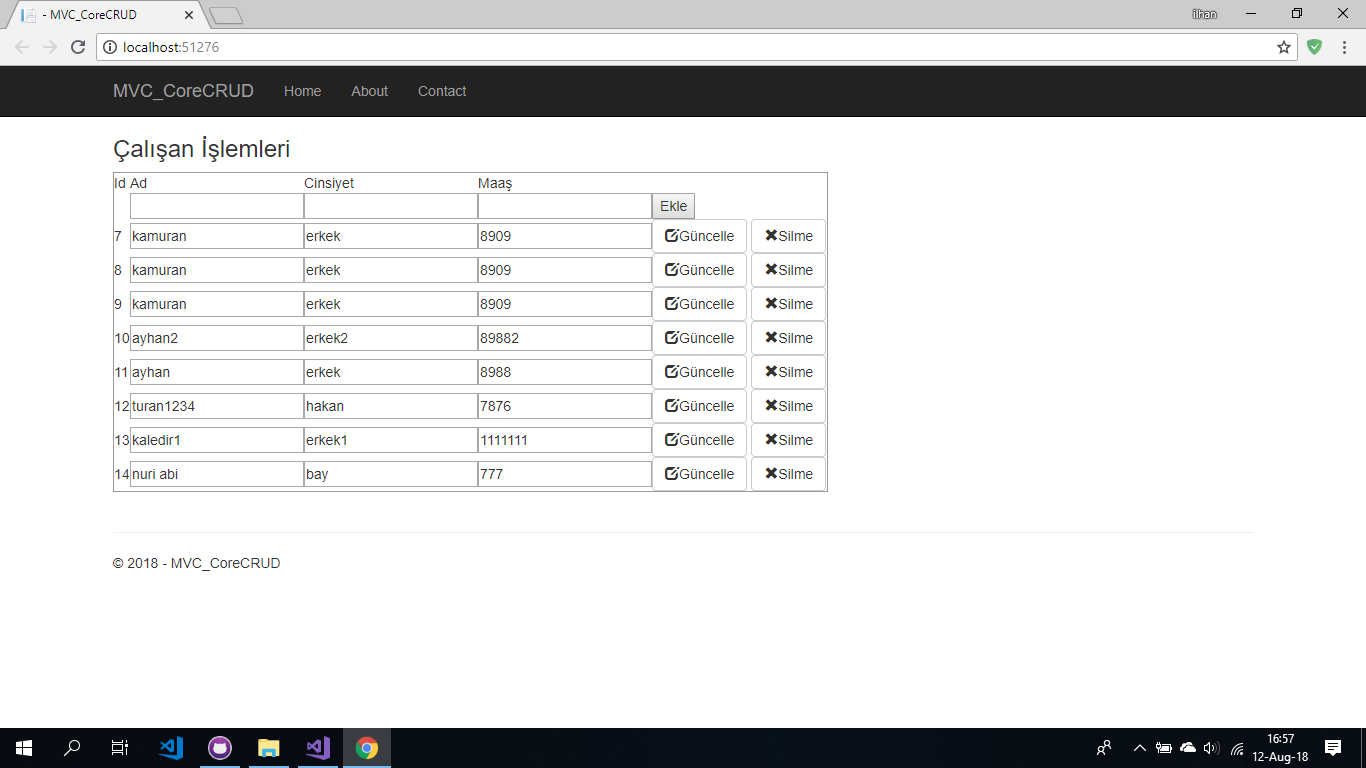 - MVC_CoreCRUD
ilhan
localhost:51276
MVC_CoreCRUD Home About Contact
Çalışan İşlemleri
Id Ad Cinsiyet Maaş
Ekle
7 kamuran erkek 8909 Güncelle Silme
8 kamuran erkek 8909 Güncelle Silme
9 kamuran erkek 8909 Güncelle Silme
10 ayhan2 erkek2 89882 Güncelle Silme
11 ayhan erkek 8988 Güncelle Silme
12 turan1234 hakan 7876 Güncelle Silme
13 kaledir1 erkek1 1111111 Güncelle Silme
14 nuri abi bay 777 Güncelle Silme
© 2018 - MVC_CoreCRUD
16:57
12-Aug-18